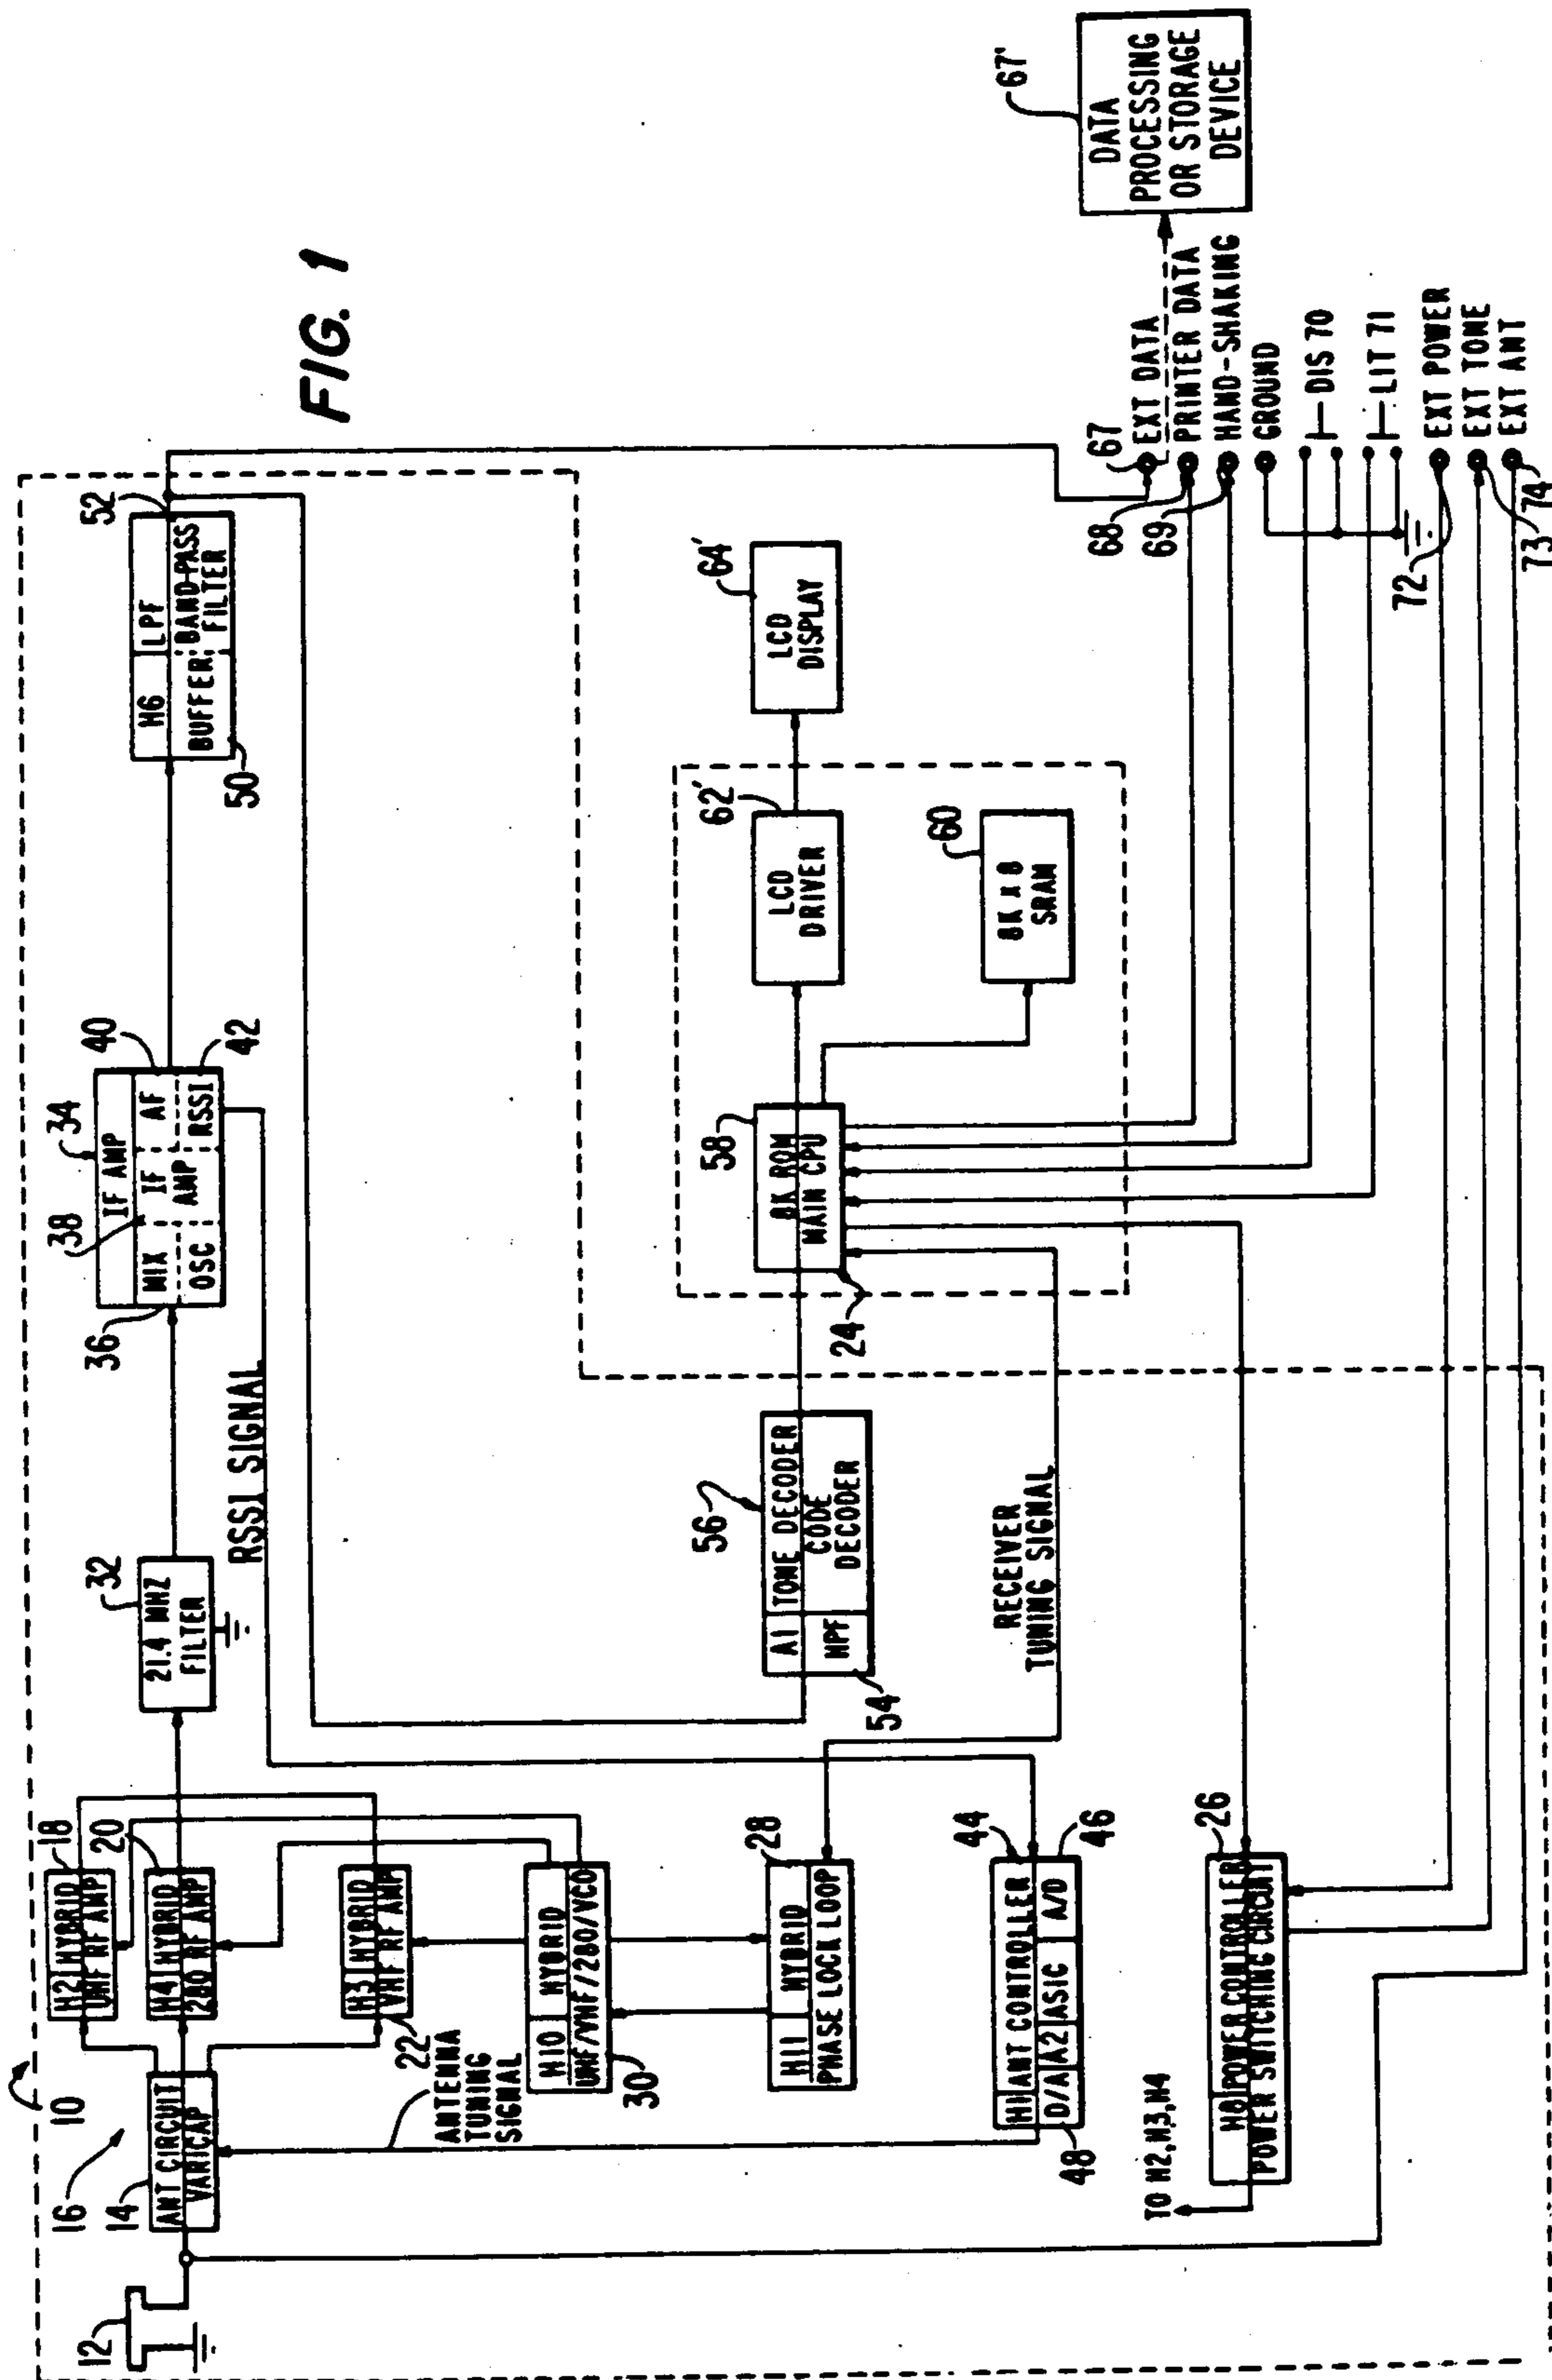 FIG. 1
10
12
14
16
ANT CIRCUIT
VARICAP
18
H2 HYBRID
UHF RF AMP
20
H4 HYBRID
280 RF AMP
H3 HYBRID
VHF RF AMP
22
ANTENNA
TUNING
SIGNAL
H10 HYBRID
UHF/VHF/280/VCO
30
28
H11 HYBRID
PHASE LOCK LOOP
44
H1 ANT CONTROLLER
D/A A2 ASIC A/D
46
48
26
H8 POWER CONTROLLER
POWER SWITCHING CIRCUIT
TO H2,H3,H4
32
21.4 MHZ
FILTER
RSSI SIGNAL
34
IF AMP
36
38
MIX
OSC
IF
AMP
AF
RSSI
40
42
H6 LPF
BUFFER BAND-PASS
FILTER
50
52
54
56
A1 TONE DECODER
MPF CODE
DECODER
RECEIVER
TUNING SIGNAL
24
58
8K ROM
MAIN CPU
62'
LCD
DRIVER
60
8K x 8
SRAM
64'
LCD
DISPLAY
67
EXT DATA
68
PRINTER DATA
69
HAND-SHAKING
GROUND
DIS 70
LIT 71
72
EXT POWER
73
EXT TONE
74
EXT ANT
67'
DATA
PROCESSING
OR STORAGE
DEVICE